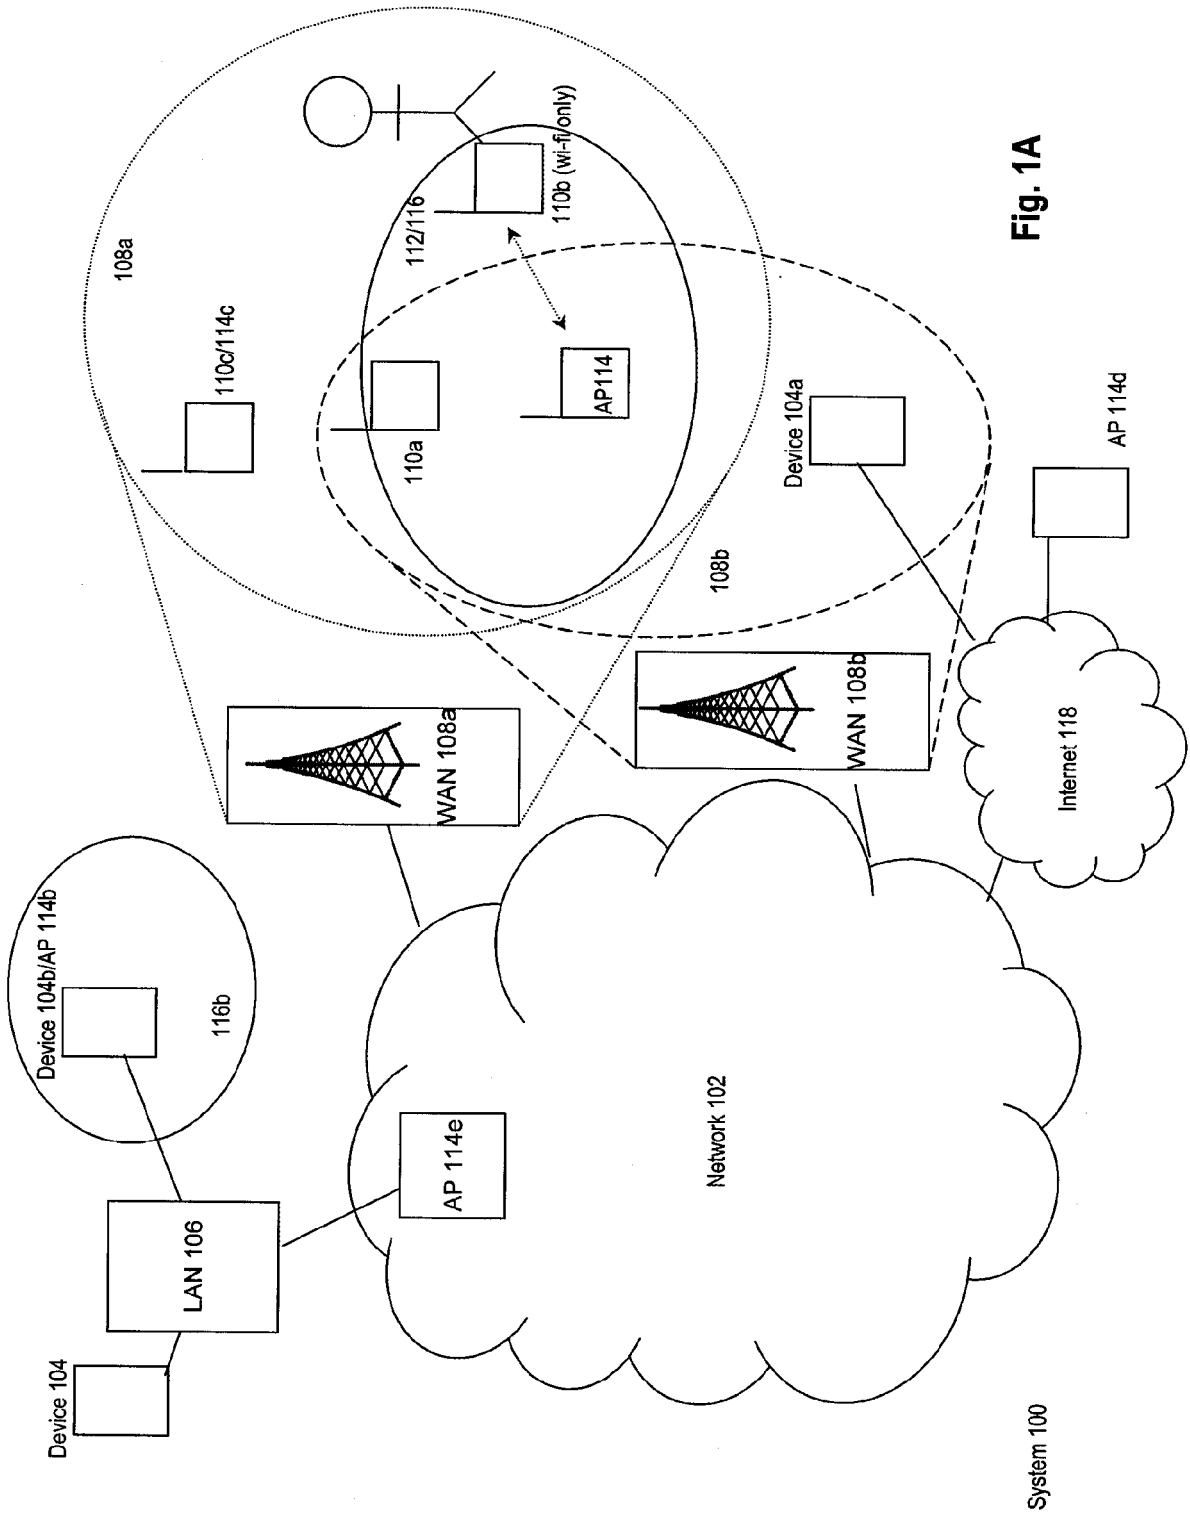 Device 104
LAN 106
Device 104b/AP 114b
116b
AP 114e
Network 102
System 100
WAN 108a
WAN 108b
Internet 118
108a
110c/114c
110a
112/116
110b (wi-fi/only)
AP114
108b
Device 104a
AP 114d
Fig. 1A